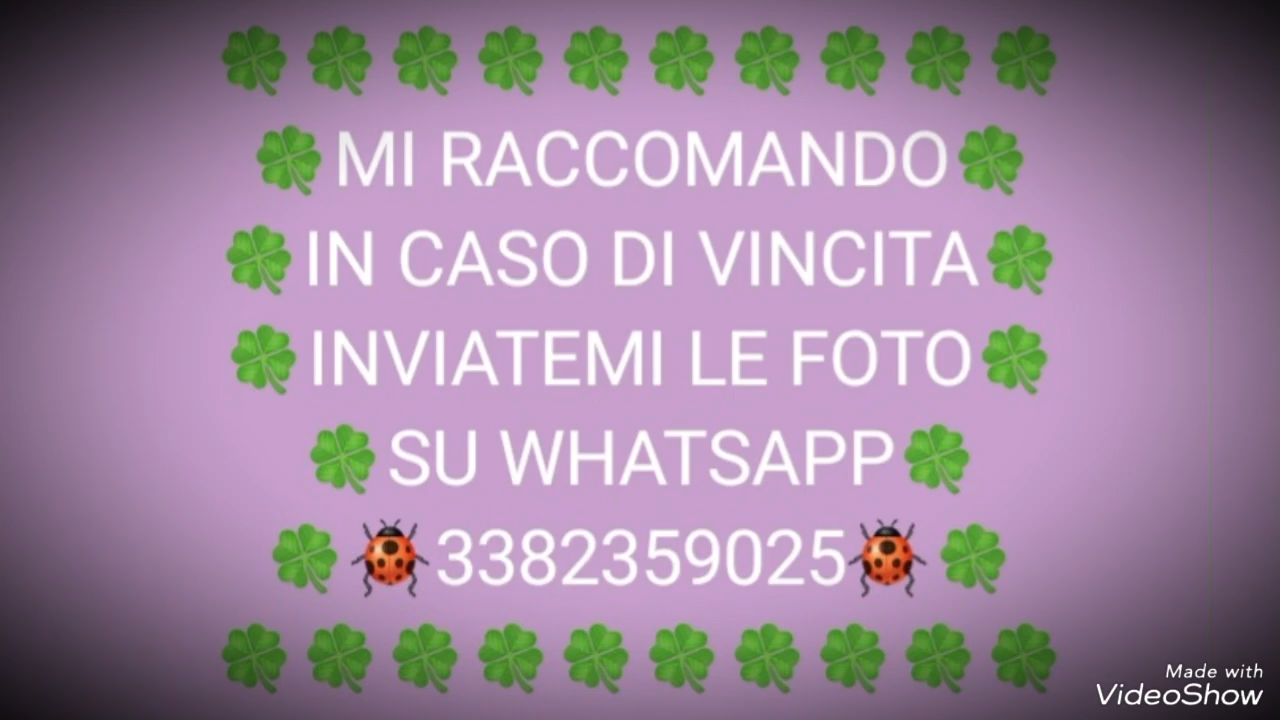 🍀🍀🍀🍀🍀🍀🍀🍀🍀🍀
🍀MI RACCOMANDO🍀
🍀IN CASO DI VINCITA🍀
🍀INVIATEMI LE FOTO🍀
🍀SU WHATSAPP🍀
🍀🐞3382359025🐞🍀
🍀🍀🍀🍀🍀🍀🍀🍀🍀🍀
Made with
VideoShow